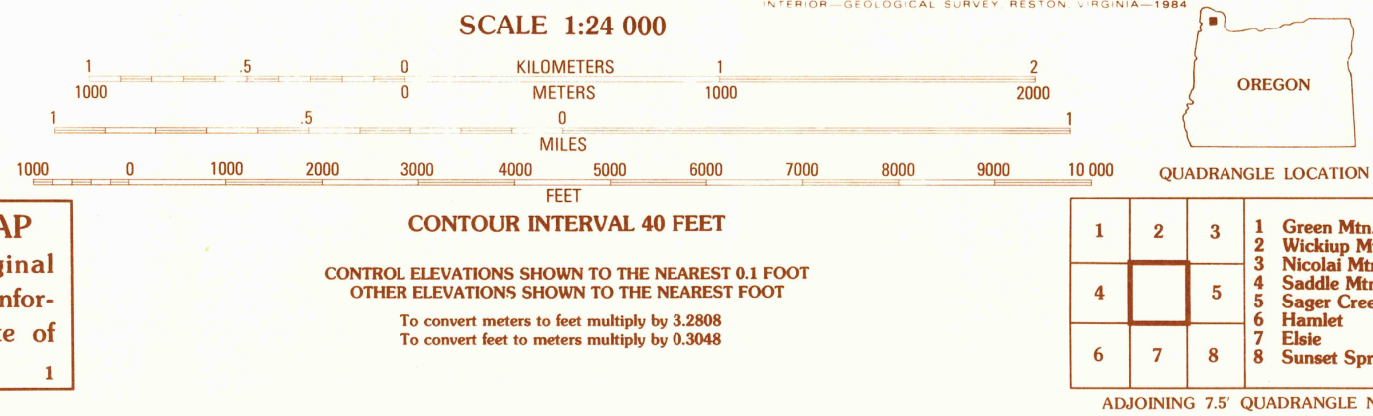 INTERIOR—GEOLOGICAL SURVEY, RESTON, VIRGINIA—1984
SCALE 1:24 000
1 .5 0 KILOMETERS 1 2
1000 0 METERS 1000 2000
1 .5 0 1
MILES
1000 0 1000 2000 3000 4000 5000 6000 7000 8000 9000 10 000
FEET
CONTOUR INTERVAL 40 FEET
CONTROL ELEVATIONS SHOWN TO THE NEAREST 0.1 FOOT
OTHER ELEVATIONS SHOWN TO THE NEAREST FOOT
To convert meters to feet multiply by 3.2808
To convert feet to meters multiply by 0.3048
AP
ginal
nfor-
te of
1
OREGON
QUADRANGLE LOCATION
1 2 3
4 5
6 7 8
1 Green Mtn.
2 Wickiup M
3 Nicolai Mt
4 Saddle Mt
5 Sager Cree
6 Hamlet
7 Elsie
8 Sunset Spr
ADJOINING 7.5' QUADRANGLE N